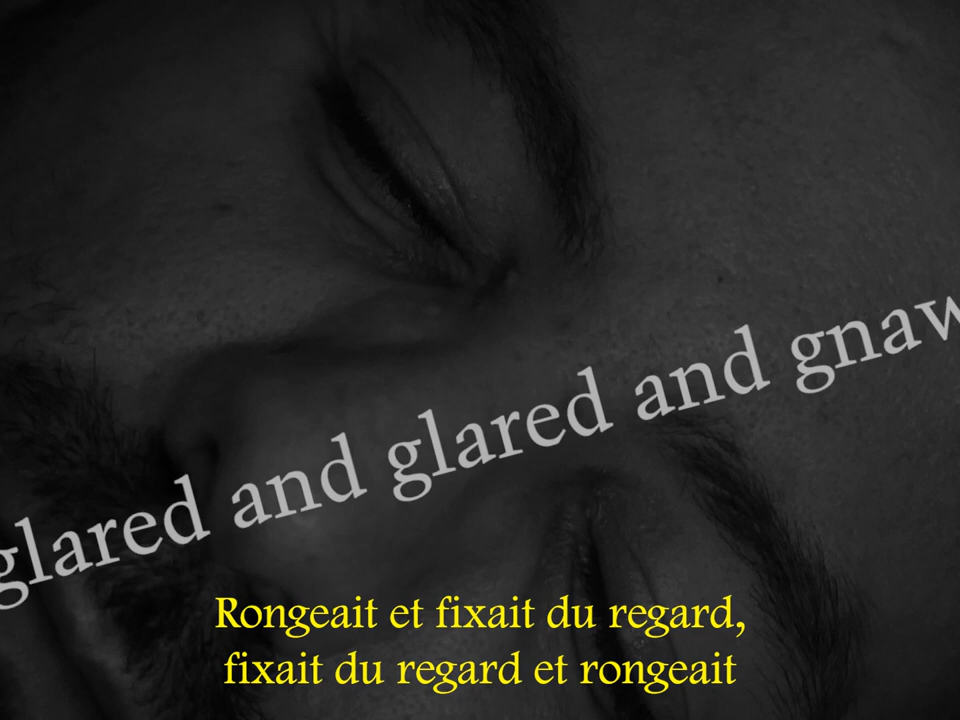 glared and glared and gnaw
Rongeait et fixait du regard,
fixait du regard et rongeait